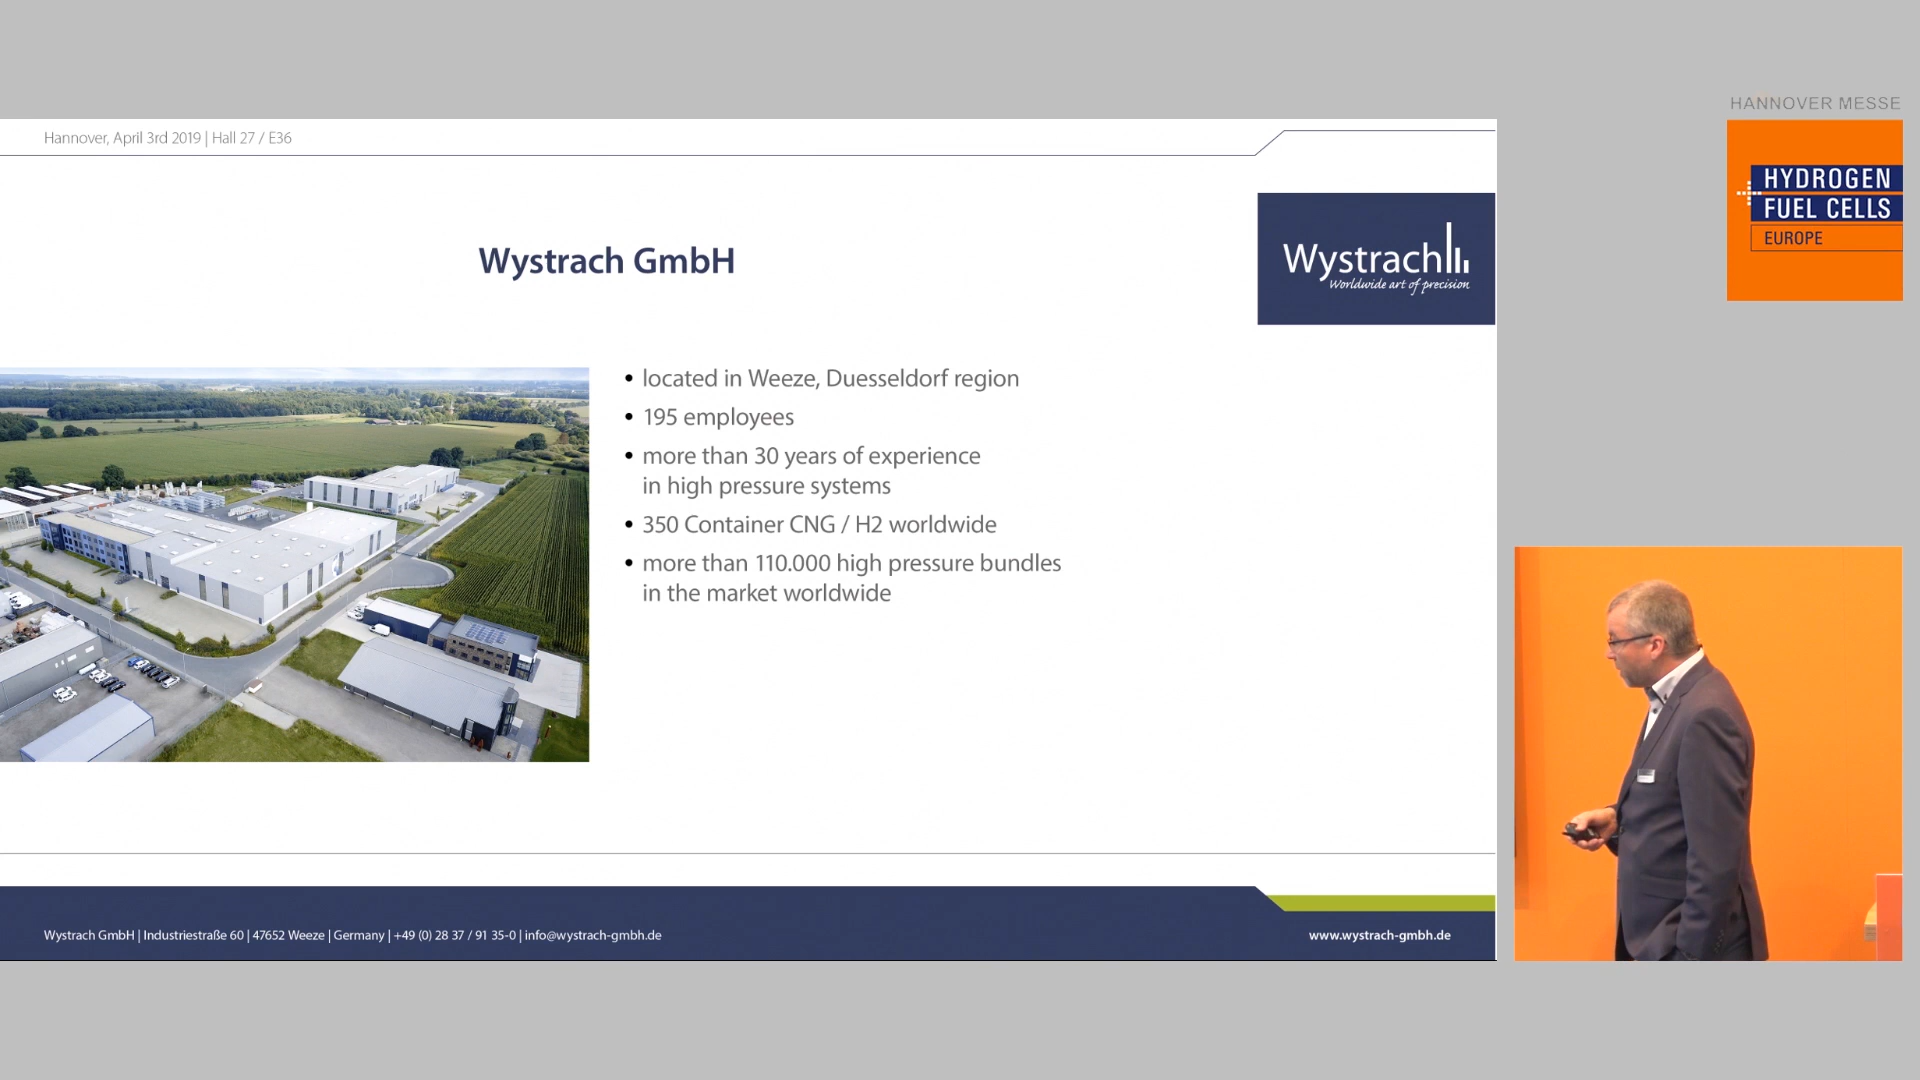 HANNOVER MESSE
Hannover, April 3rd 2019 | Hall 27 / E36
HYDROGEN
FUEL CELLS
EUROPE
Wystrach GmbH
Wystrach
Worldwide art of precision
• located in Weeze, Duesseldorf region
• 195 employees
• more than 30 years of experience
in high pressure systems
• 350 Container CNG / H2 worldwide
• more than 110.000 high pressure bundles
in the market worldwide
Wystrach GmbH | Industriestraße 60 | 47652 Weeze | Germany | +49 (0) 28 37 / 91 35-0 | info@wystrach-gmbh.de
www.wystrach-gmbh.de